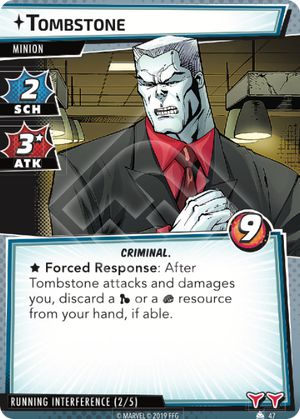 TOMBSTONE
MINION
2
SCH
3
ATK
9
CRIMINAL.
★ Forced Response: After
Tombstone attacks and damages
you, discard a or a resource
from your hand, if able.
RUNNING INTERFERENCE (2/5)
© MARVEL © 2019 FFG
47